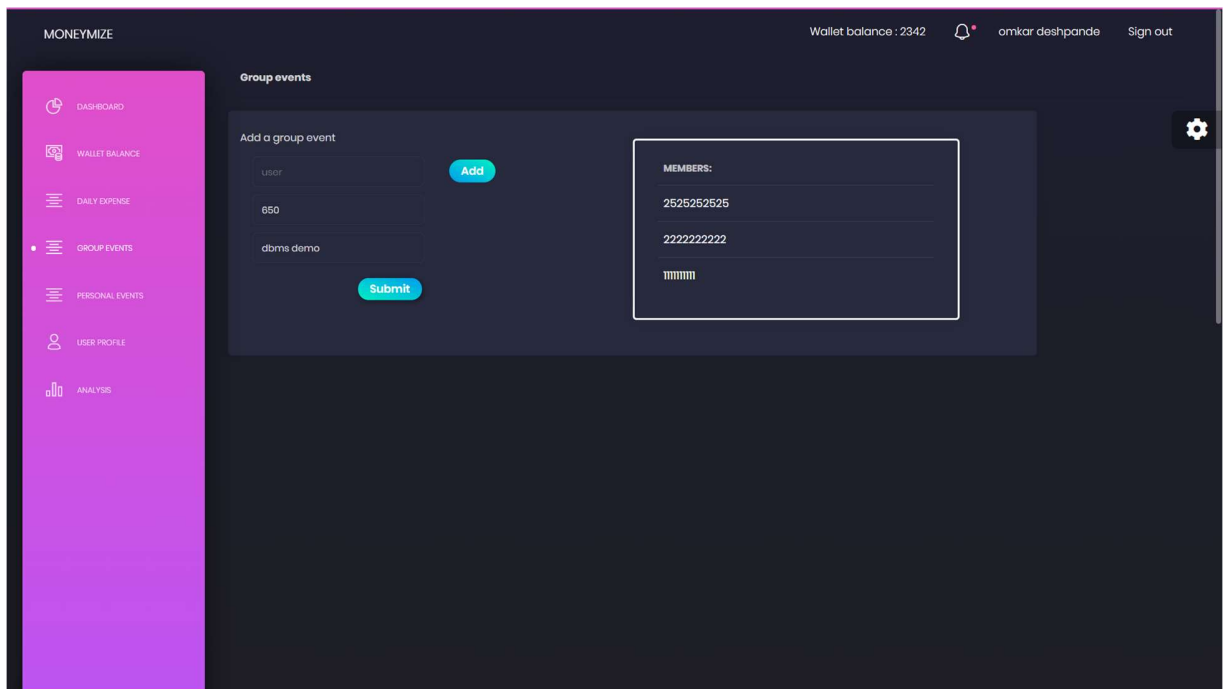 MONEYMIZE
Wallet balance : 2342
omkar deshpande
Sign out
DASHBOARD
WALLET BALANCE
DAILY EXPENSE
GROUP EVENTS
PERSONAL EVENTS
USER PROFILE
ANALYSIS
Group events
Add a group event
user
Add
650
dbms demo
Submit
MEMBERS:
2525252525
2222222222
1111111111